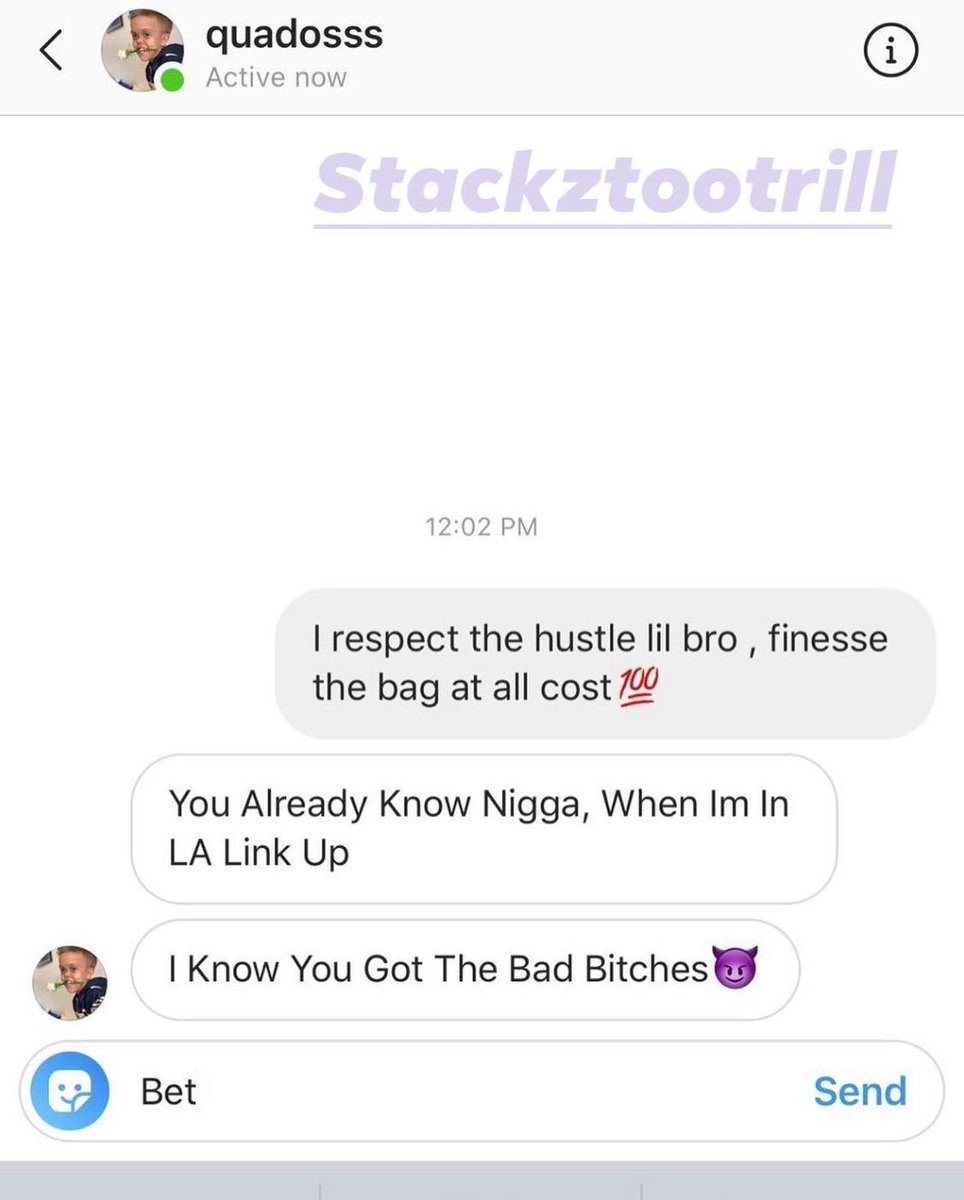 quadosss
Active now
Stackztootrill
12:02 PM
I respect the hustle lil bro , finesse
the bag at all cost💯
You Already Know Nigga, When Im In
LA Link Up
I Know You Got The Bad Bitches😈
Bet
Send